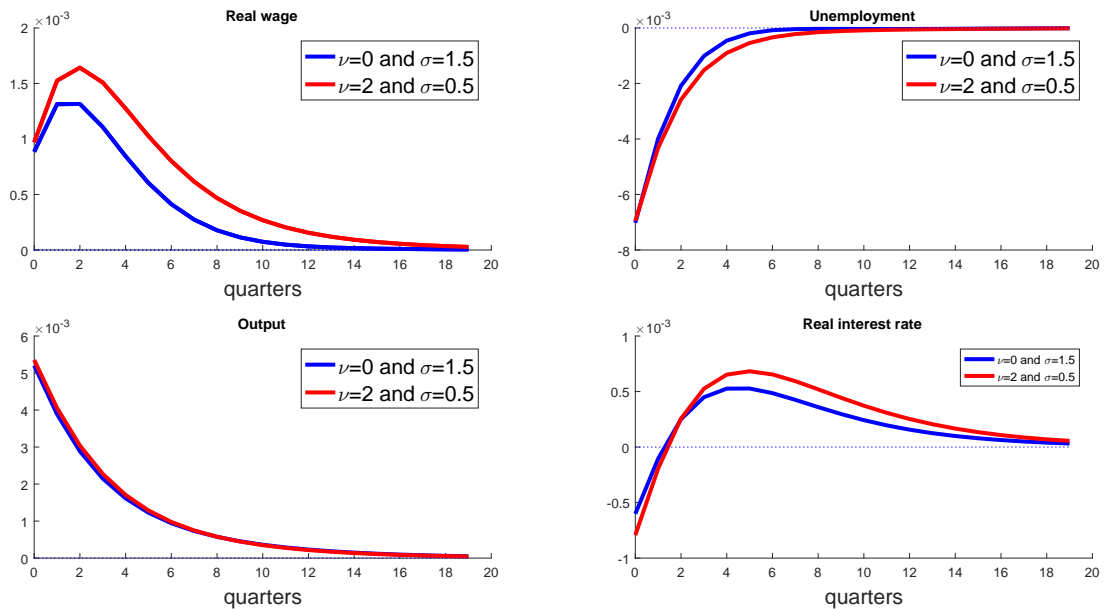 Real wage
×10⁻³
2
1.5
1
0.5
0
ν=0 and σ=1.5
ν=2 and σ=0.5
0 2 4 6 8 10 12 14 16 18 20
quarters
Unemployment
×10⁻³
0
-2
-4
-6
-8
ν=0 and σ=1.5
ν=2 and σ=0.5
0 2 4 6 8 10 12 14 16 18 20
quarters
Output
×10⁻³
6
5
4
3
2
1
0
ν=0 and σ=1.5
ν=2 and σ=0.5
0 2 4 6 8 10 12 14 16 18 20
quarters
Real interest rate
×10⁻³
1
0.5
0
-0.5
-1
ν=0 and σ=1.5
ν=2 and σ=0.5
0 2 4 6 8 10 12 14 16 18 20
quarters